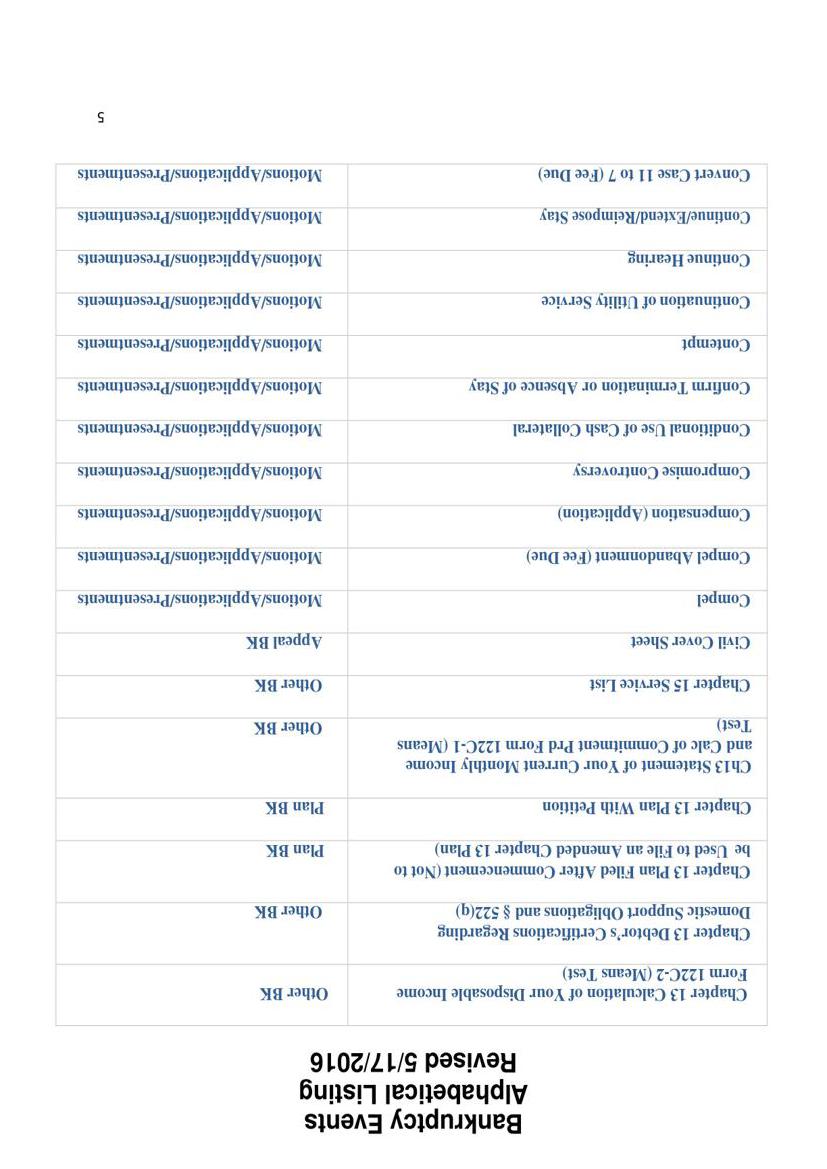 Bankruptcy Events
Alphabetical Listing
Revised 5/17/2016
Chapter 13 Calculation of Your Disposable Income
Form 122C-2 (Means Test)
Other BK
Chapter 13 Debtor's Certifications Regarding
Domestic Support Obligations and § 522(q)
Other BK
Chapter 13 Plan Filed After Commencement (Not to
be Used to File an Amended Chapter 13 Plan)
Plan BK
Chapter 13 Plan With Petition
Plan BK
Ch13 Statement of Your Current Monthly Income
and Calc of Commitment Prd Form 122C-1 (Means
Test)
Other BK
Chapter 15 Service List
Other BK
Civil Cover Sheet
Appeal BK
Compel
Motions/Applications/Presentments
Compel Abandonment (Fee Due)
Motions/Applications/Presentments
Compensation (Application)
Motions/Applications/Presentments
Compromise Controversy
Motions/Applications/Presentments
Conditional Use of Cash Collateral
Motions/Applications/Presentments
Confirm Termination or Absence of Stay
Motions/Applications/Presentments
Contempt
Motions/Applications/Presentments
Continuation of Utility Service
Motions/Applications/Presentments
Continue Hearing
Motions/Applications/Presentments
Continue/Extend/Reimpose Stay
Motions/Applications/Presentments
Convert Case 11 to 7 (Fee Due)
Motions/Applications/Presentments
5